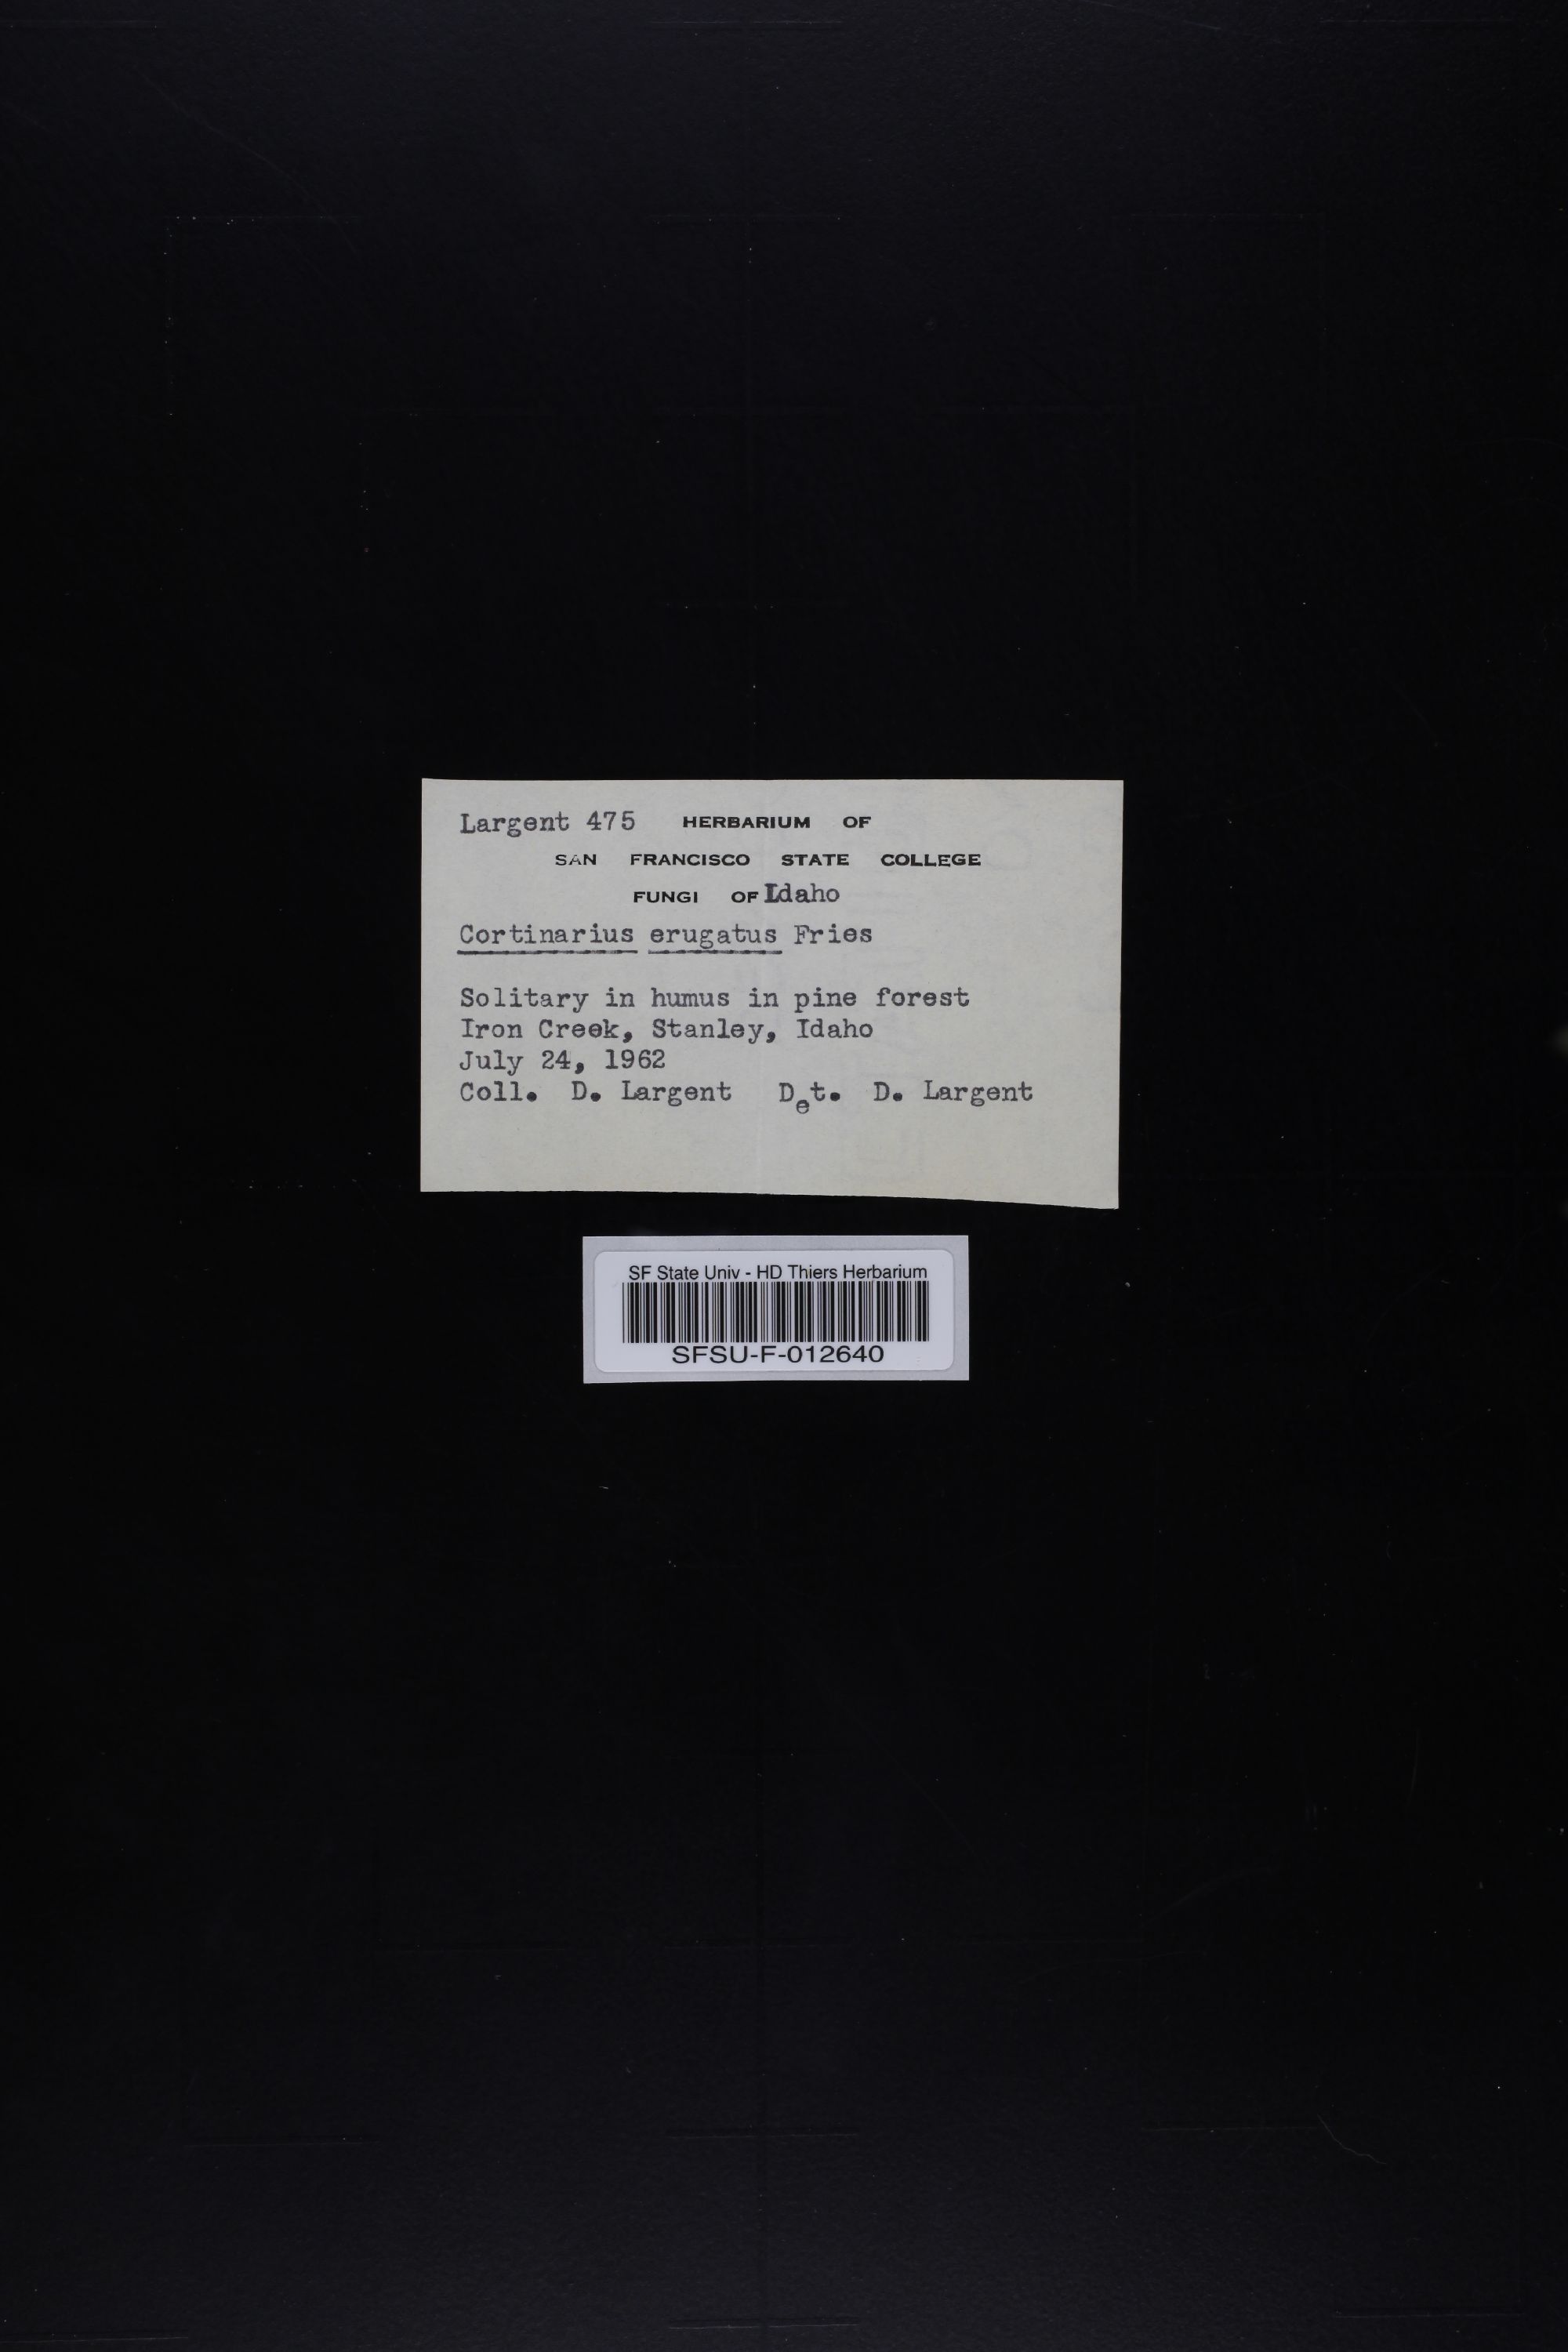 Largent 475 HERBARIUM OF
SAN FRANCISCO STATE COLLEGE
FUNGI OF Idaho
Cortinarius erugatus Fries
Solitary in humus in pine forest
Iron Creek, Stanley, Idaho
July 24, 1962
Coll. D. Largent Det. D. Largent
SF State Univ - HD Thiers Herbarium
SFSU-F-012640